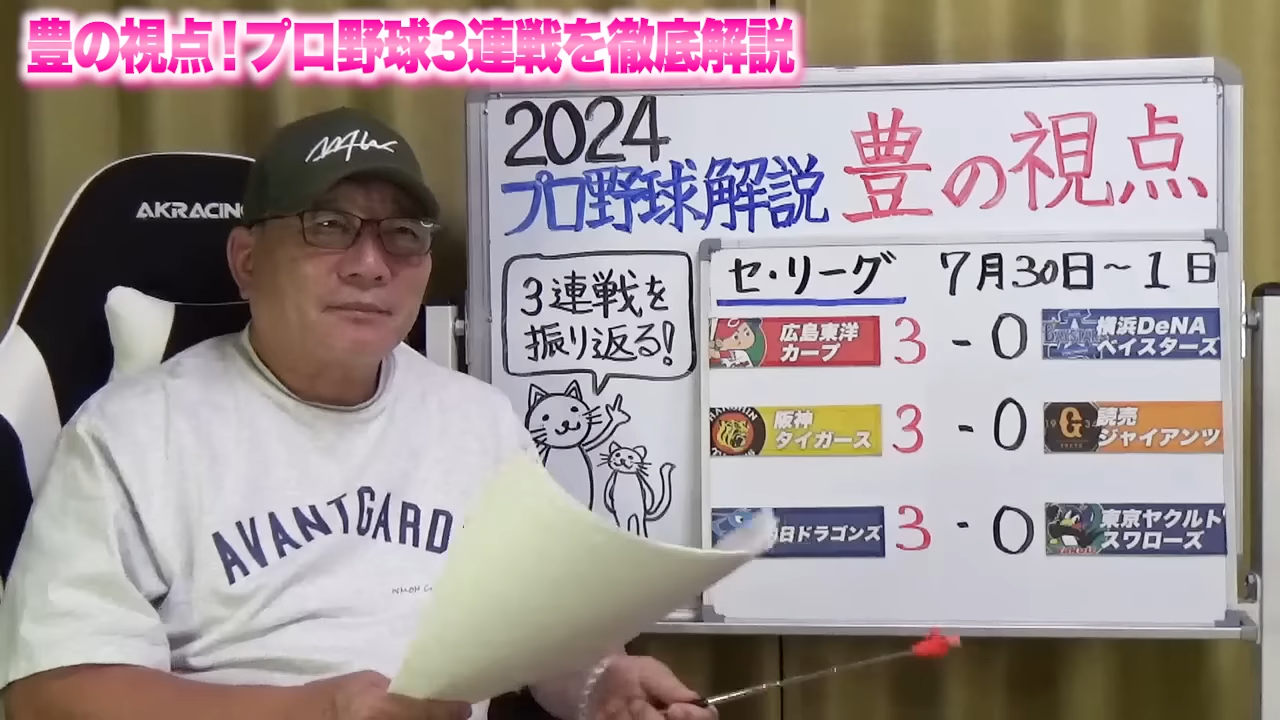 豊の視点！プロ野球3連戦を徹底解説
2024
プロ野球解説 豊の視点
3連戦を
振り返る！
セ・リーグ 7月30日〜1日
広島東洋
カープ
3 - 0
横浜DeNA
ベイスターズ
阪神
タイガース
3 - 0
読売
ジャイアンツ
日ドラゴンズ
3 - 0
東京ヤクルト
スワローズ
AKRACING
AVANTGARD